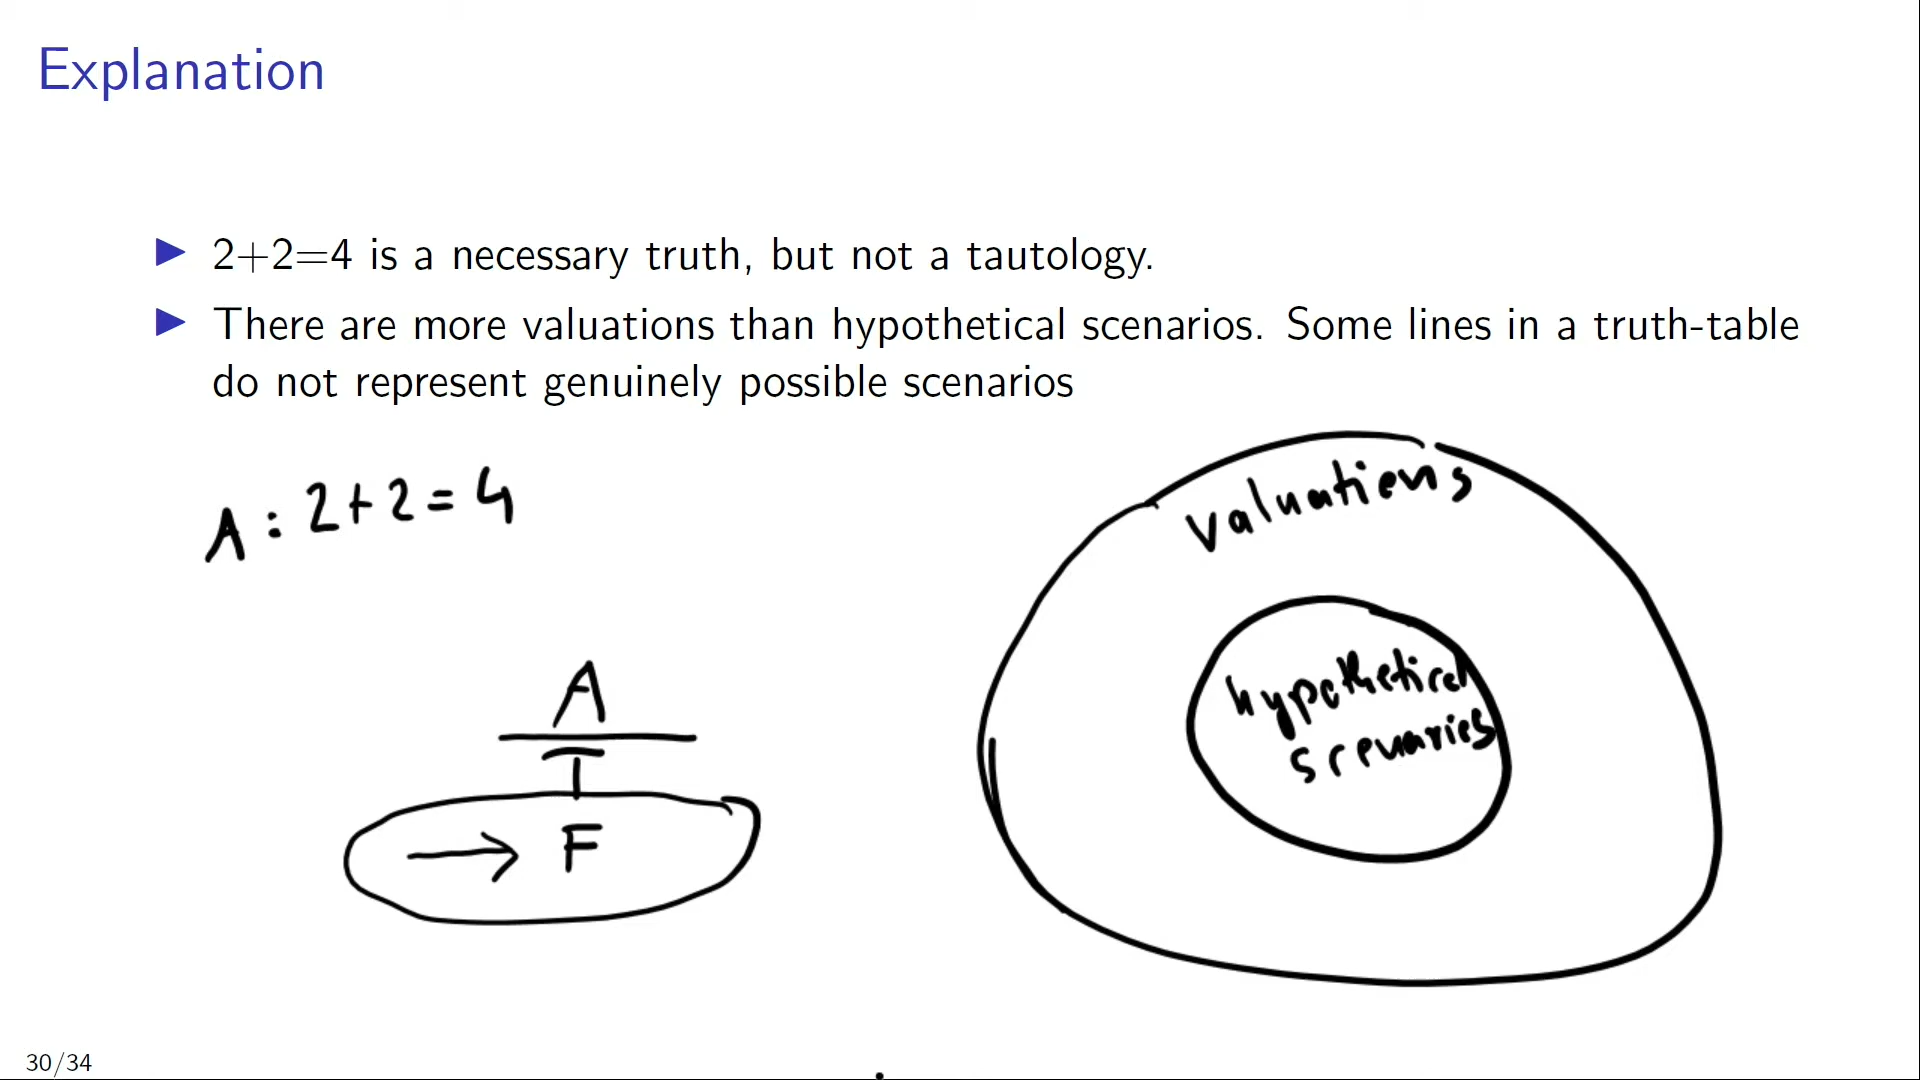 Explanation
▶ 2+2=4 is a necessary truth, but not a tautology.
▶ There are more valuations than hypothetical scenarios. Some lines in a truth-table
do not represent genuinely possible scenarios
A: 2+2=4
A
T
→ F
valuations
hypothetical
scenarios
30/34